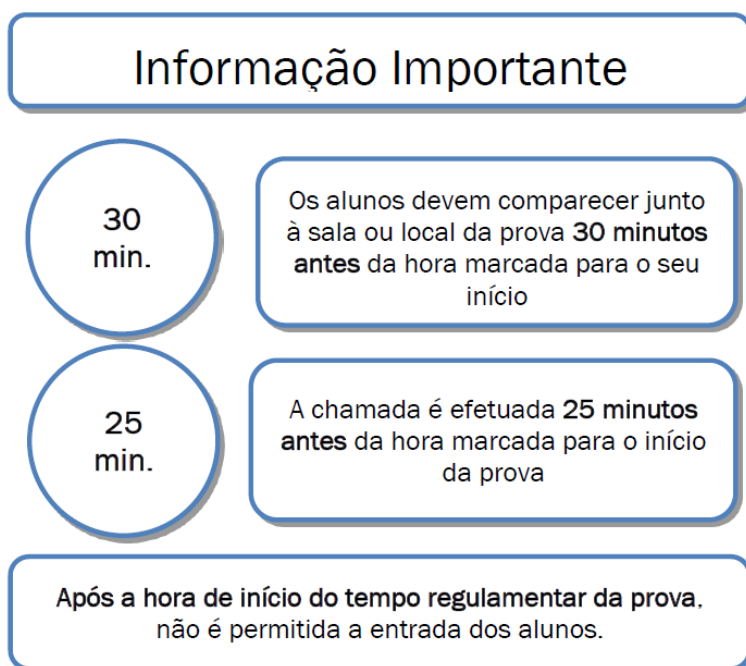 Informação Importante
30
min.
Os alunos devem comparecer junto
à sala ou local da prova 30 minutos
antes da hora marcada para o seu
início
25
min.
A chamada é efetuada 25 minutos
antes da hora marcada para o início
da prova
Após a hora de início do tempo regulamentar da prova,
não é permitida a entrada dos alunos.